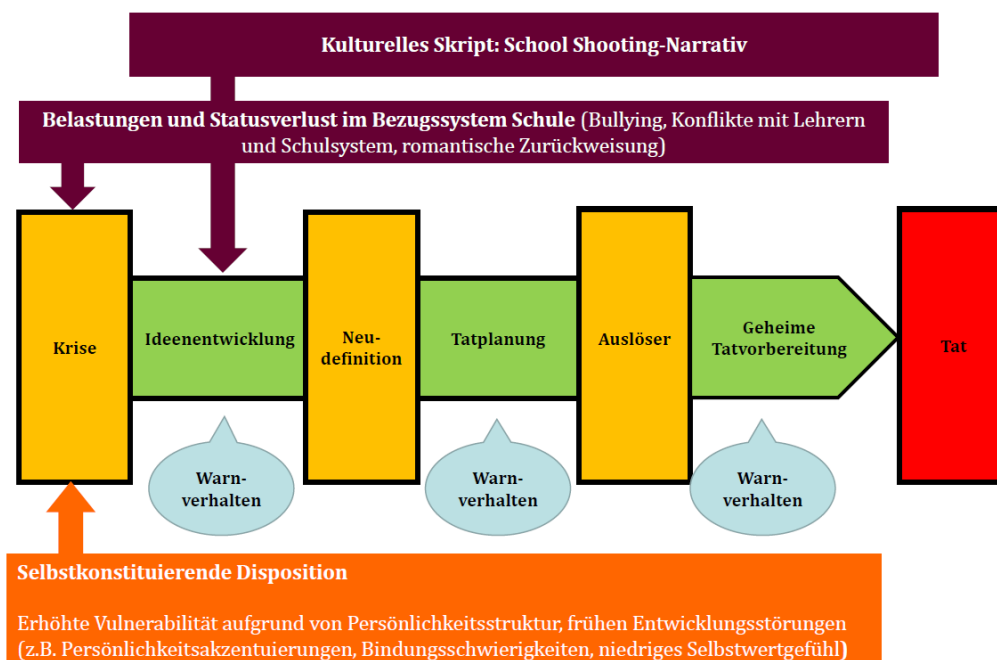 Kulturelles Skript: School Shooting-Narrativ
Belastungen und Statusverlust im Bezugssystem Schule (Bullying, Konflikte mit Lehrern
und Schulsystem, romantische Zurückweisung)
Krise
Ideenentwicklung
Neu-
definition
Tatplanung
Auslöser
Geheime
Tatvorbereitung
Tat
Warn-
verhalten
Warn-
verhalten
Warn-
verhalten
Selbstkonstituierende Disposition
Erhöhte Vulnerabilität aufgrund von Persönlichkeitsstruktur, frühen Entwicklungsstörungen
(z.B. Persönlichkeitsakzentuierungen, Bindungsschwierigkeiten, niedriges Selbstwertgefühl)